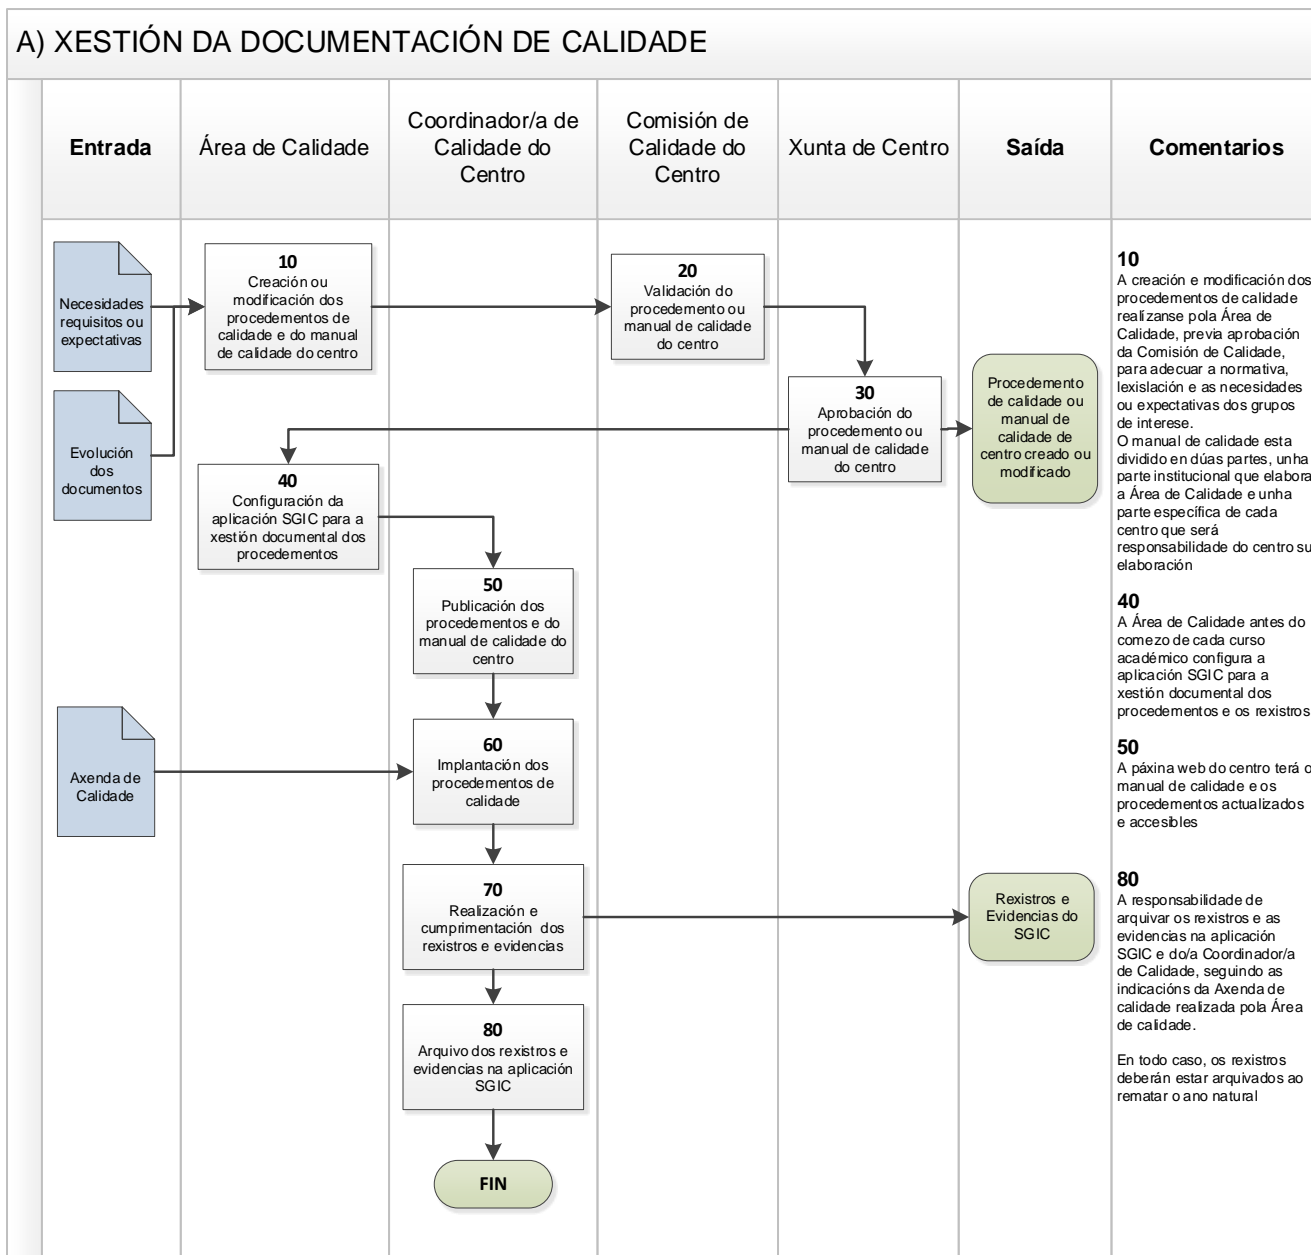 A) XESTIÓN DA DOCUMENTACIÓN DE CALIDADE
Entrada
Área de Calidade
Coordinador/a de
Calidade do
Centro
Comisión de
Calidade do
Centro
Xunta de Centro
Saída
Comentarios
Necesidades
requisitos ou
expectativas
Evolución
dos
documentos
10
Creación ou
modificación dos
procedementos de
calidade e do manual
de calidade do centro
20
Validación do
procedemento ou
manual de calidade
do centro
30
Aprobación do
procedemento ou
manual de calidade
do centro
Procedemento
de calidade ou
manual de
calidade de
centro creado ou
modificado
40
Configuración da
aplicación SGIC para a
xestión documental dos
procedementos
50
Publicación dos
procedementos e do
manual de calidade do
centro
Axenda de
Calidade
60
Implantación dos
procedementos de
calidade
70
Realización e
cumprimentación dos
rexistros e evidencias
Rexistros e
Evidencias do
SGIC
80
Arquivo dos rexistros e
evidencias na aplicación
SGIC
FIN
10
A creación e modificación dos
procedementos de calidade
realízanse pola Área de
Calidade, previa aprobación
da Comisión de Calidade,
para adecuar a normativa,
lexislación e as necesidades
ou expectativas dos grupos
de interese.
O manual de calidade esta
dividido en dúas partes, unha
parte institucional que elabora
a Área de Calidade e unha
parte específica de cada
centro que será
responsabilidade do centro su
elaboración
40
A Área de Calidade antes do
comezo de cada curso
académico configura a
aplicación SGIC para a
xestión documental dos
procedementos e os rexistros
50
A páxina web do centro terá o
manual de calidade e os
procedementos actualizados
e accesibles
80
A responsabilidade de
arquivar os rexistros e as
evidencias na aplicación
SGIC e do/a Coordinador/a
de Calidade, seguindo as
indicacións da Axenda de
calidade realizada pola Área
de calidade.
En todo caso, os rexistros
deberán estar arquivados ao
rematar o ano natural